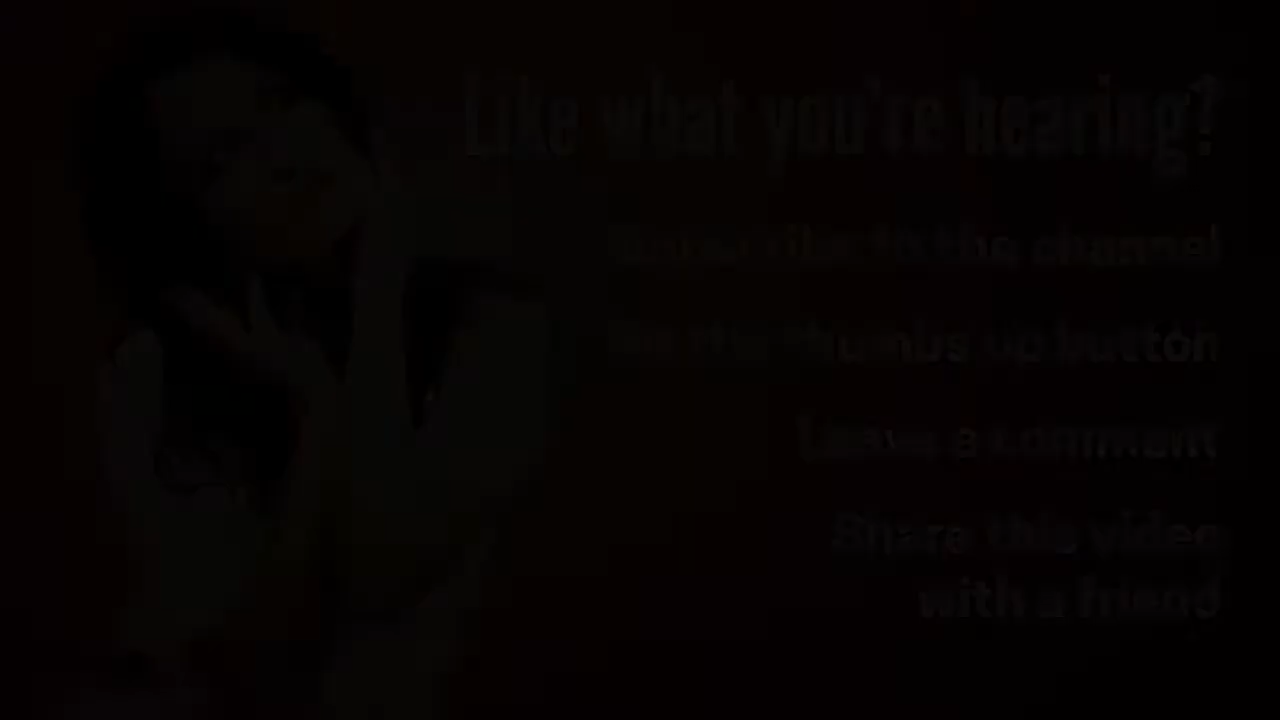 Like what you're hearing?
Subscribe to the channel
Hit the thumbs up button
Leave a comment
Share this video
with a friend